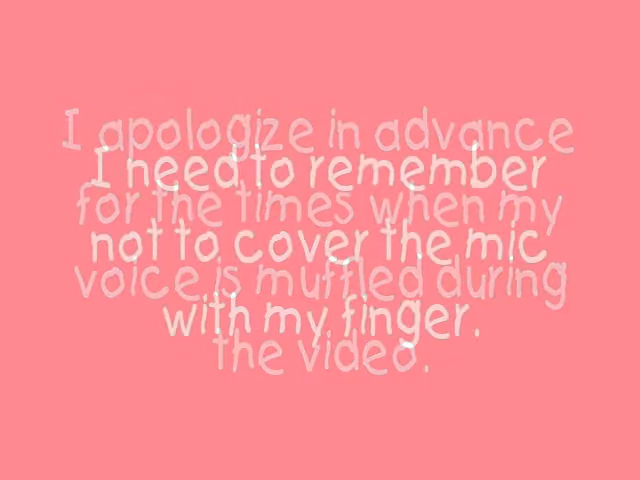 I apologize in advance
I need to remember
for the times when my
not to cover the mic
voice is muffled during
with my finger.
the video.